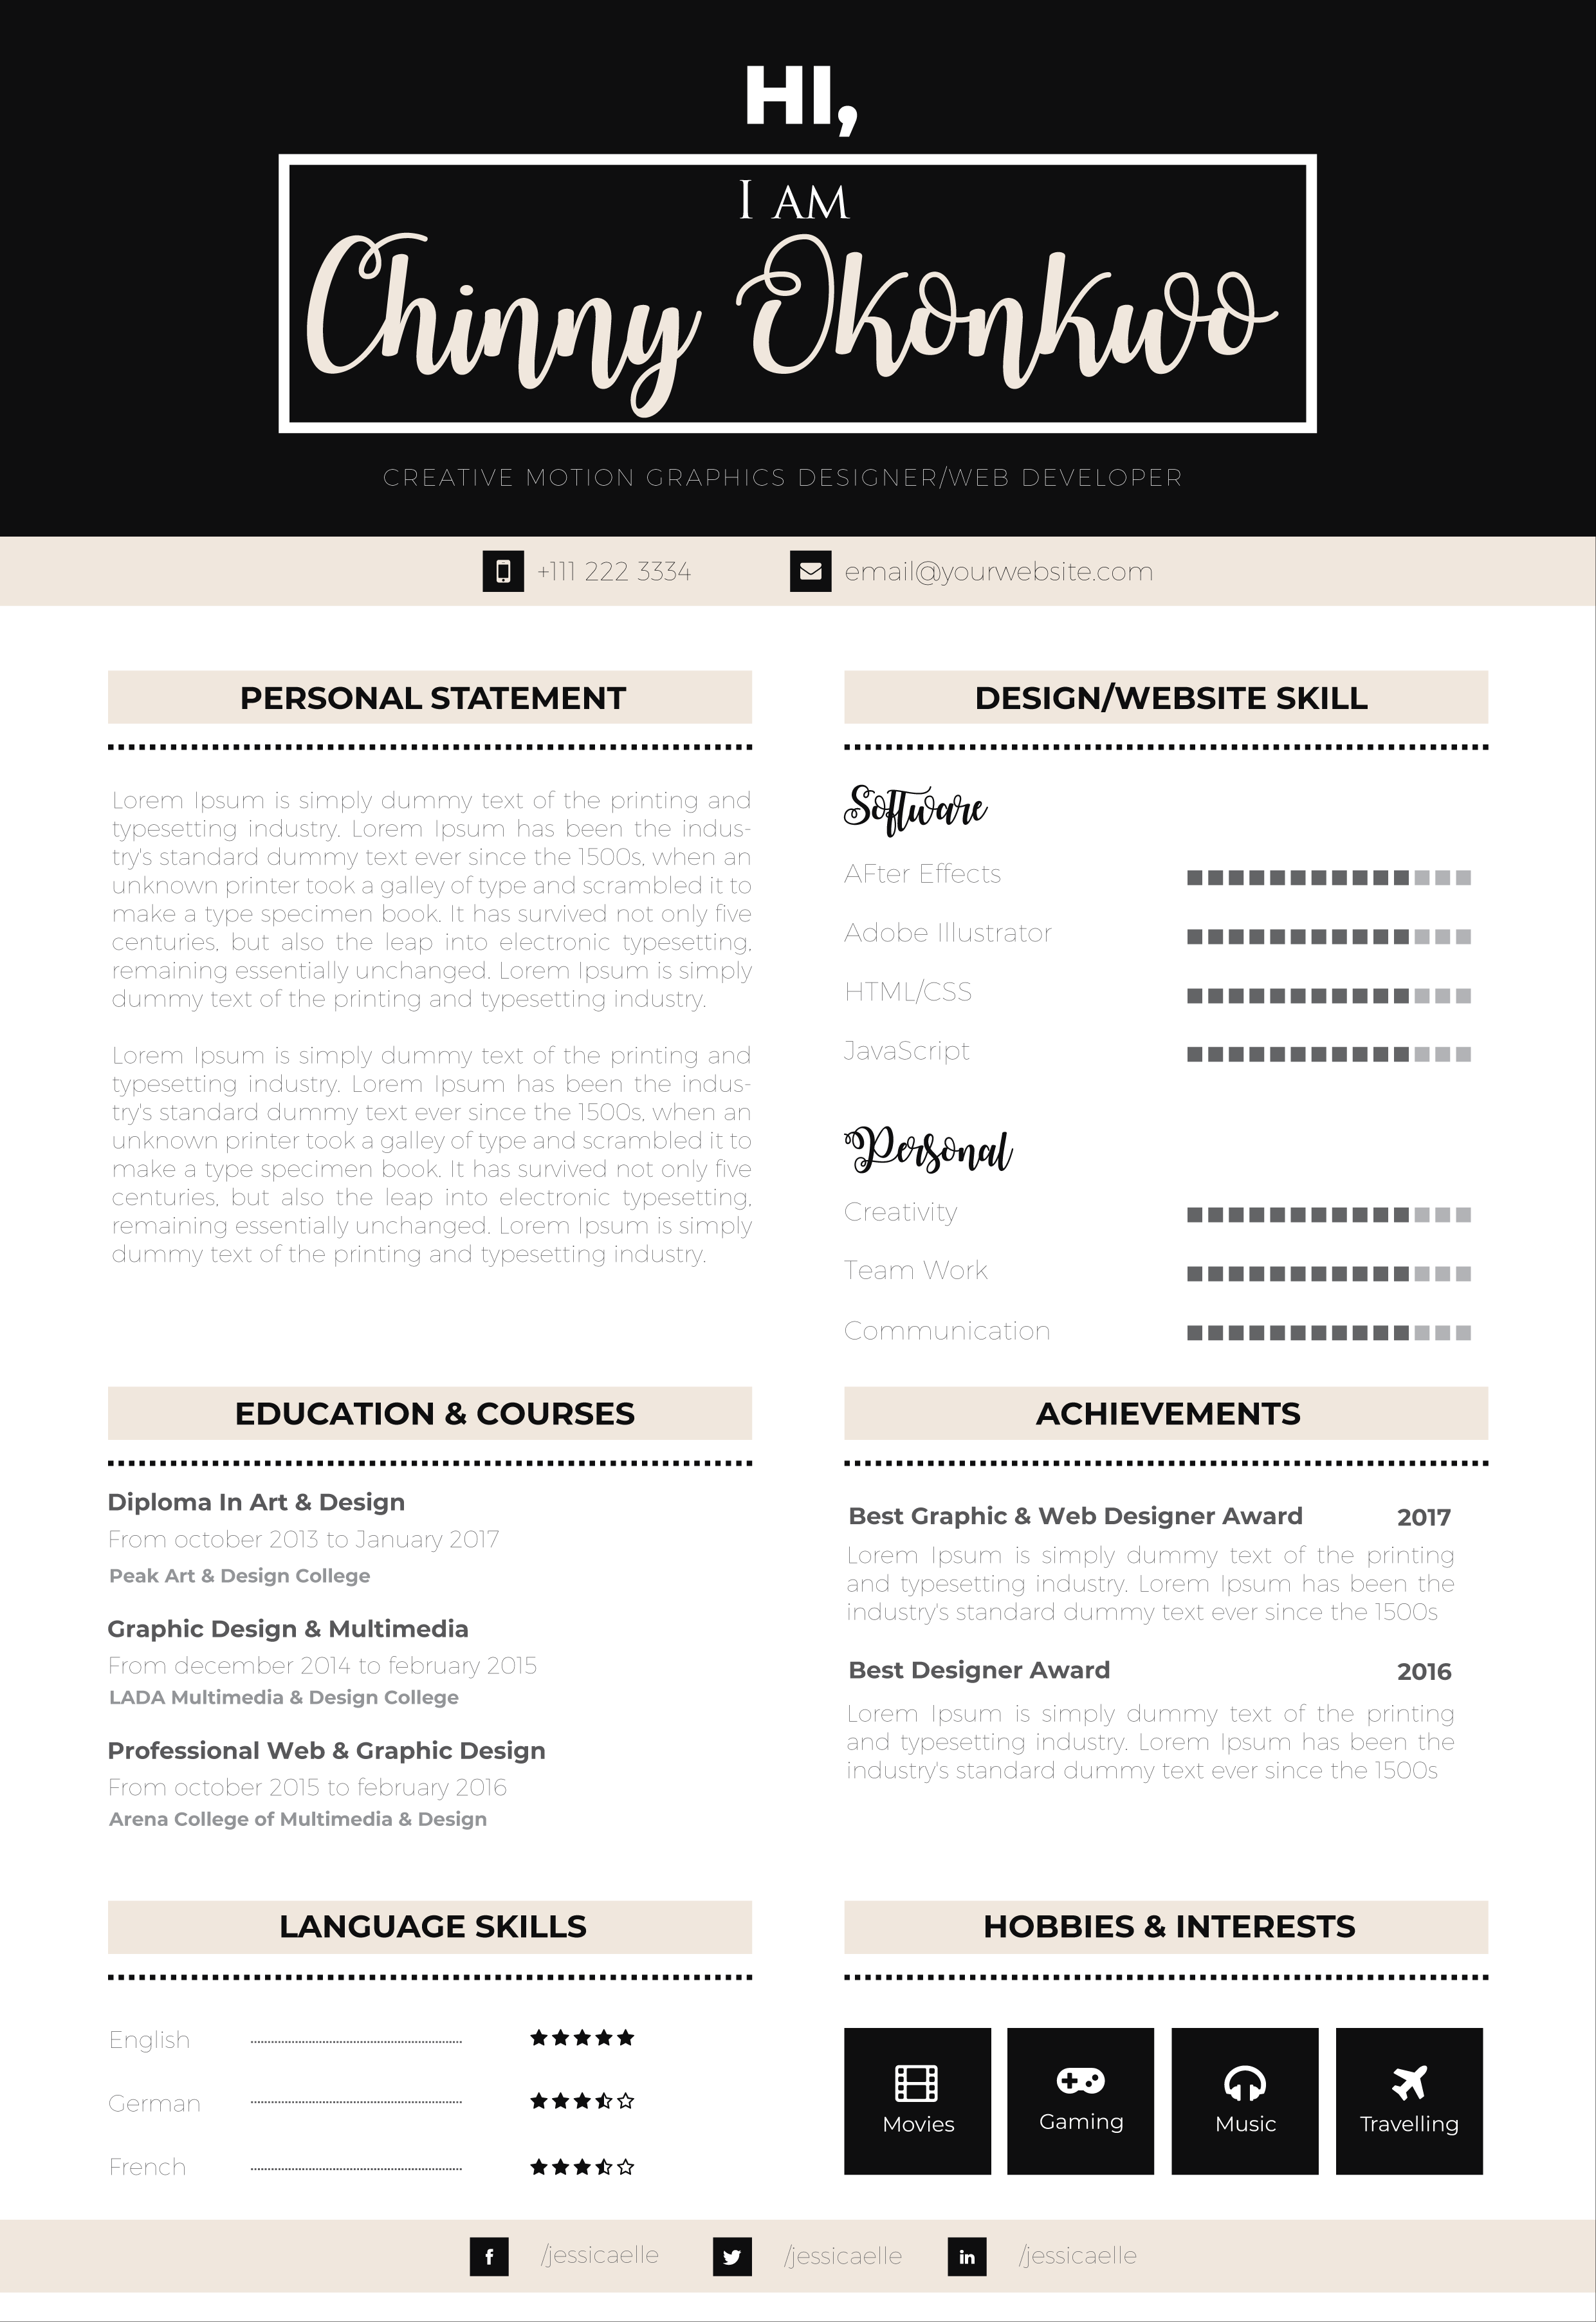 HI,
I AM
Chinny Okonkwo
CREATIVE MOTION GRAPHICS DESIGNER/WEB DEVELOPER
+111 222 3334
email@yourwebsite.com
PERSONAL STATEMENT
Lorem Ipsum is simply dummy text of the printing and
typesetting industry. Lorem Ipsum has been the indus-
try's standard dummy text ever since the 1500s, when an
unknown printer took a galley of type and scrambled it to
make a type specimen book. It has survived not only five
centuries, but also the leap into electronic typesetting,
remaining essentially unchanged. Lorem Ipsum is simply
dummy text of the printing and typesetting industry.
Lorem Ipsum is simply dummy text of the printing and
typesetting industry. Lorem Ipsum has been the indus-
try's standard dummy text ever since the 1500s, when an
unknown printer took a galley of type and scrambled it to
make a type specimen book. It has survived not only five
centuries, but also the leap into electronic typesetting,
remaining essentially unchanged. Lorem Ipsum is simply
dummy text of the printing and typesetting industry.
DESIGN/WEBSITE SKILL
Software
AFter Effects
Adobe Illustrator
HTML/CSS
JavaScript
Personal
Creativity
Team Work
Communication
EDUCATION & COURSES
Diploma In Art & Design
From october 2013 to January 2017
Peak Art & Design College
Graphic Design & Multimedia
From december 2014 to february 2015
LADA Multimedia & Design College
Professional Web & Graphic Design
From october 2015 to february 2016
Arena College of Multimedia & Design
ACHIEVEMENTS
Best Graphic & Web Designer Award 2017
Lorem Ipsum is simply dummy text of the printing
and typesetting industry. Lorem Ipsum has been the
industry's standard dummy text ever since the 1500s
Best Designer Award 2016
Lorem Ipsum is simply dummy text of the printing
and typesetting industry. Lorem Ipsum has been the
industry's standard dummy text ever since the 1500s
LANGUAGE SKILLS
English
German
French
HOBBIES & INTERESTS
Movies
Gaming
Music
Travelling
f /jessicaelle
/jessicaelle
in /jessicaelle